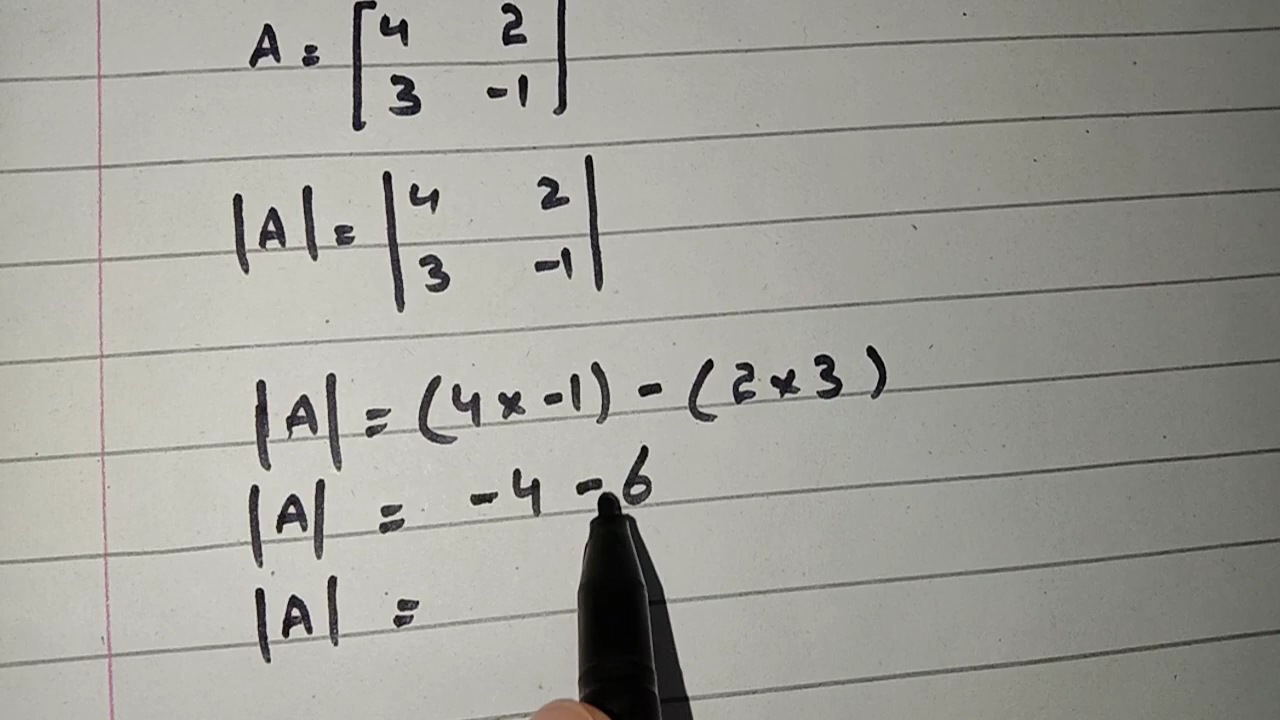 A = [4 2
3 -1]
|A| = |4 2
3 -1|
|A| = (4 x -1) - (2 x 3)
|A| = -4 -6
|A| =